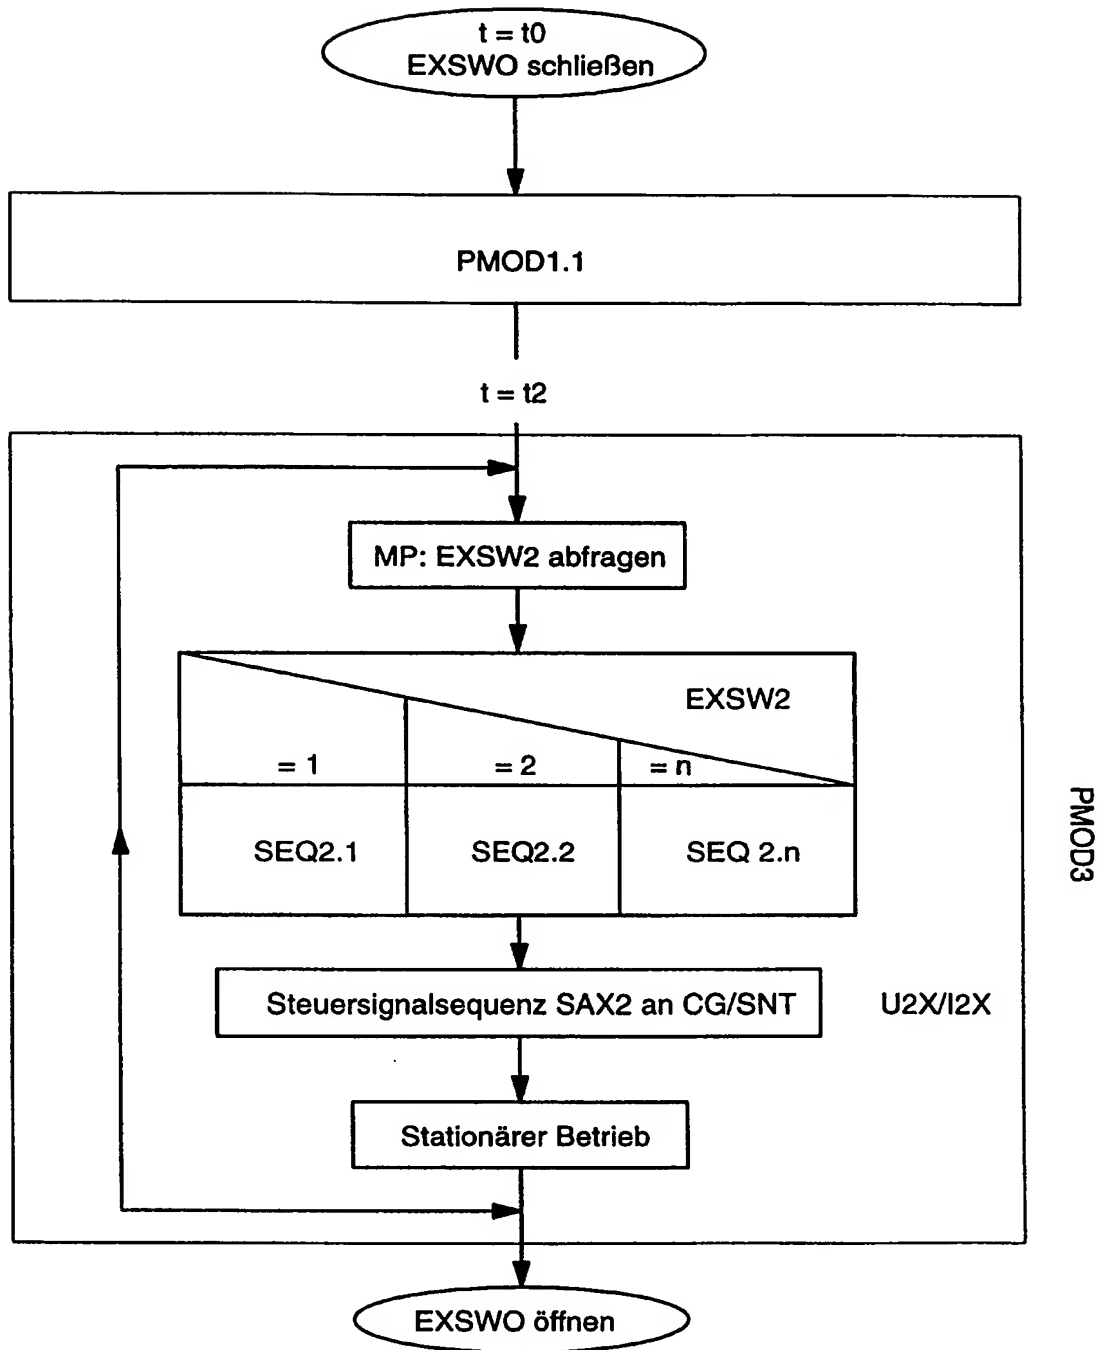 t = t0
EXSWO schließen
PMOD1.1
t = t2
MP: EXSW2 abfragen
EXSW2
= 1
= 2
= n
SEQ2.1
SEQ2.2
SEQ 2.n
PMOD3
Steuersignalsequenz SAX2 an CG/SNT
U2X/I2X
Stationärer Betrieb
EXSWO öffnen